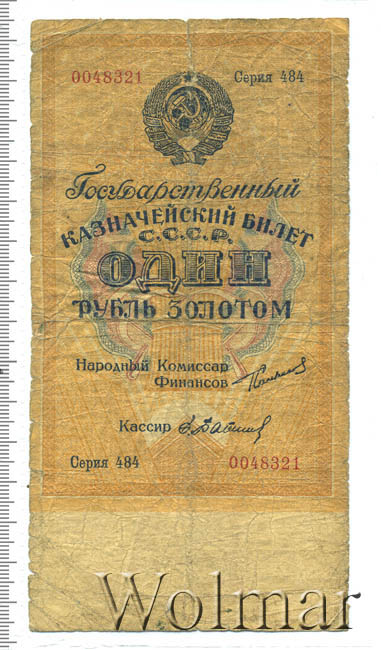 0048321 Серия 484
Государственный
КАЗНАЧЕЙСКИЙ БИЛЕТ
С.С.С.Р.
ОДИН
РУБЛЬ ЗОЛОТОМ
Народный Комиссар
Финансов
Кассир
Серия 484 0048321
Wolmar